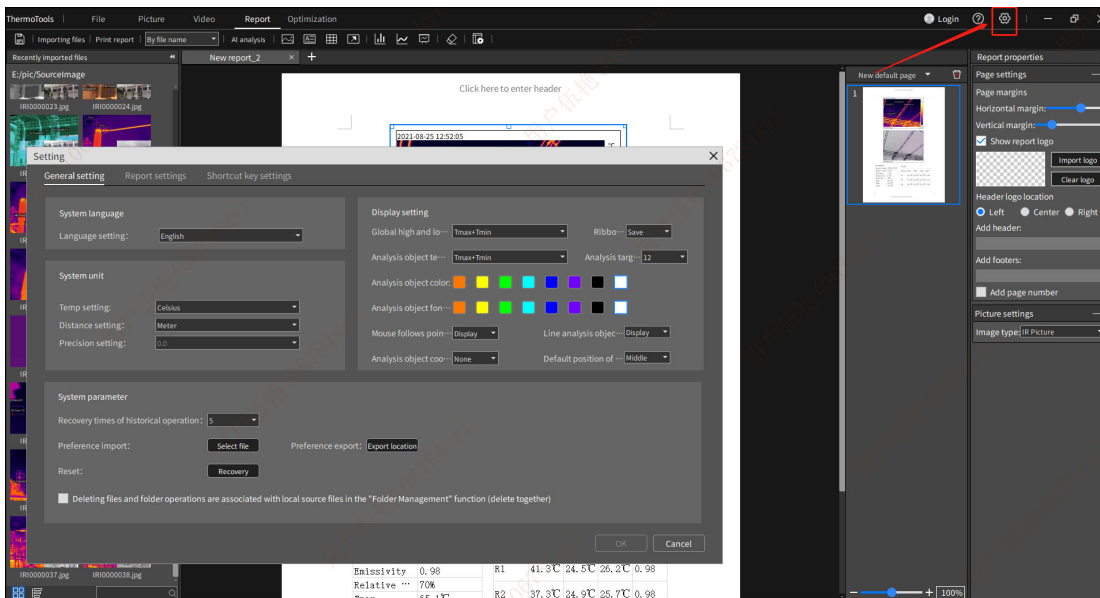 ThermoTools File Picture Video Report Optimization Login
Importing files Print report By file name AI analysis
Recently imported files New report_2 × +
Report properties
E:/pic/SourceImage
Click here to enter header
New default page
Page settings
IRI0000023.jpg IRI0000024.jpg
1
Page margins
Horizontal margin:
Vertical margin:
2021-08-25 12:52:05
℃
Show report logo
Import logo
Clear logo
Header logo location
Left Center Right
Add header:
Add footers:
Add page number
Picture settings
Image type: IR Picture
Setting
General setting Report settings Shortcut key settings
System language
Language setting: English
System unit
Temp setting: Celsius
Distance setting: Meter
Precision setting: 0.0
Display setting
Global high and lo··· Tmax+Tmin Ribbo··· Save
Analysis object te··· Tmax+Tmin Analysis targ··· 12
Analysis object color:
Analysis object fon···
Mouse follows poin··· Display Line analysis objec··· Display
Analysis object coo··· None Default position of ··· Middle
System parameter
Recovery times of historical operation: 5
Preference import: Select file Preference export: Export location
Reset: Recovery
Deleting files and folder operations are associated with local source files in the "Folder Management" function (delete together)
OK Cancel
IRI0000037.jpg IRI0000038.jpg
Emissivity 0.98
Relative ··· 70%
R1 41.3℃ 24.5℃ 26.2℃ 0.98
R2 37.3℃ 24.9℃ 25.7℃ 0.98
100%